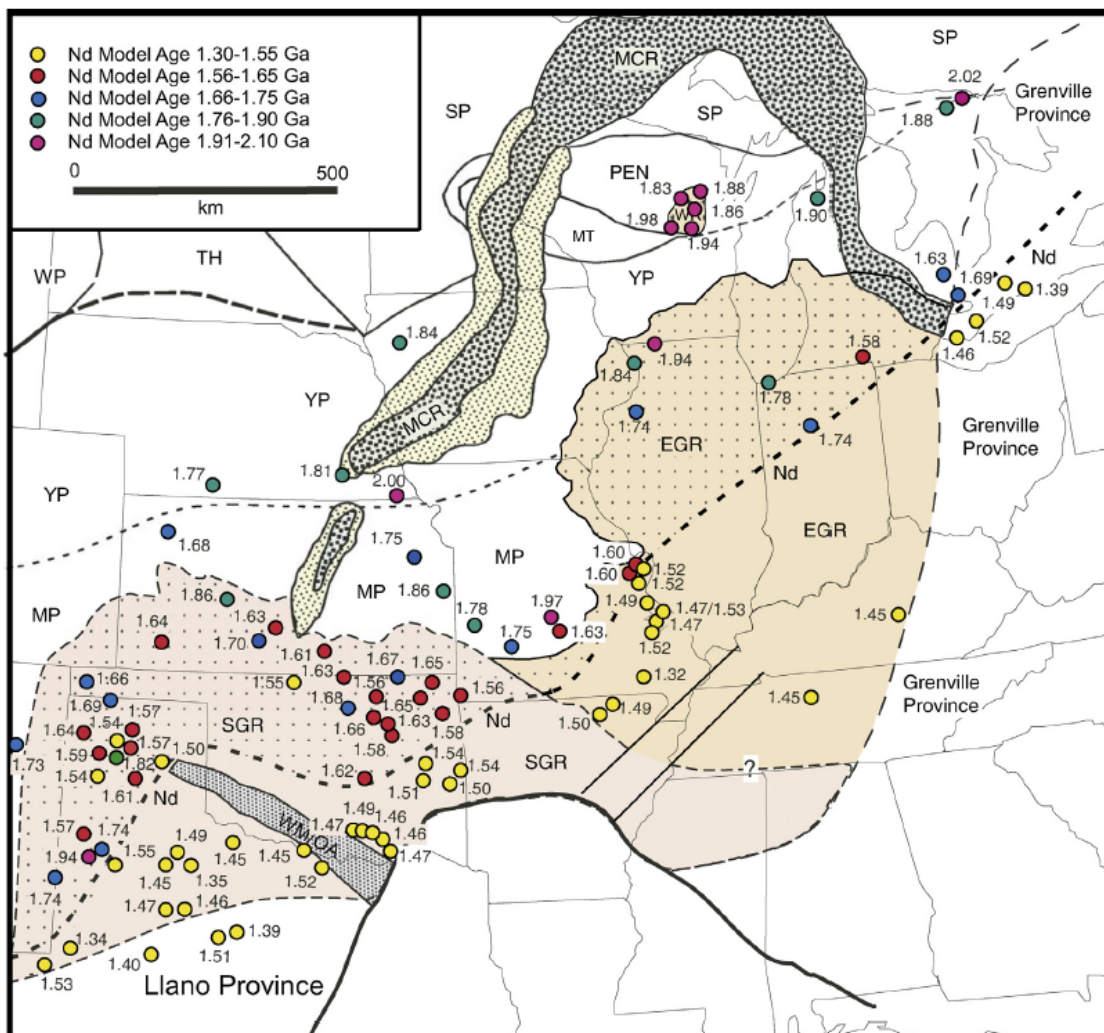 Nd Model Age 1.30-1.55 Ga
Nd Model Age 1.56-1.65 Ga
Nd Model Age 1.66-1.75 Ga
Nd Model Age 1.76-1.90 Ga
Nd Model Age 1.91-2.10 Ga
0 500
km
MCR
SP
2.02
Grenville
Province
1.88
SP
SP
PEN
1.83 1.88
1.86
1.98
1.94
1.90
MT
YP
TH
WP
1.63
Nd
1.69
1.39
1.49
1.52
1.46
1.84
1.94
1.58
1.84
1.78
YP
1.74
1.74
MCR
EGR
Grenville
Province
Nd
1.81
1.77
2.00
YP
EGR
1.68
1.75
MP
1.60
1.60
1.52
1.52
1.86
1.49
1.47/1.53
1.47
1.52
MP
MP
1.86
1.63
1.78
1.97
1.63
1.45
1.64
1.70
1.75
1.61
1.63
1.67
1.65
1.32
1.66
1.55
1.56
1.56
1.45
Grenville
Province
1.69
1.68
1.65
1.49
1.50
1.54
1.57
SGR
1.63
Nd
1.64
1.66
1.58
1.57
1.50
1.58
1.59
1.82
1.54
SGR
?
1.73
1.54
1.62
1.54
1.61
Nd
1.51
1.50
1.57
1.74
1.49
1.49
1.46
1.47
1.46
1.94
1.55
1.45
1.45
1.47
1.74
1.45
1.35
1.52
1.47
1.46
1.34
1.39
1.51
1.40
1.53
Llano Province